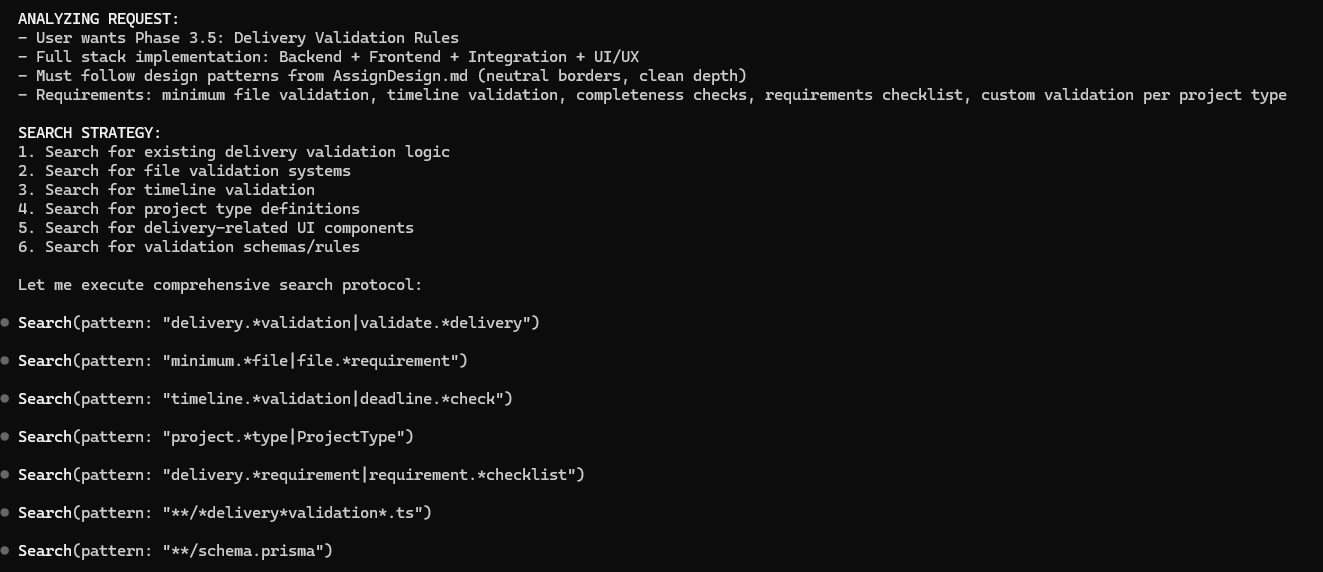 ANALYZING REQUEST:
- User wants Phase 3.5: Delivery Validation Rules
- Full stack implementation: Backend + Frontend + Integration + UI/UX
- Must follow design patterns from AssignDesign.md (neutral borders, clean depth)
- Requirements: minimum file validation, timeline validation, completeness checks, requirements checklist, custom validation per project type
SEARCH STRATEGY:
1. Search for existing delivery validation logic
2. Search for file validation systems
3. Search for timeline validation
4. Search for project type definitions
5. Search for delivery-related UI components
6. Search for validation schemas/rules
Let me execute comprehensive search protocol:
● Search(pattern: "delivery.*validation|validate.*delivery")
● Search(pattern: "minimum.*file|file.*requirement")
● Search(pattern: "timeline.*validation|deadline.*check")
● Search(pattern: "project.*type|ProjectType")
● Search(pattern: "delivery.*requirement|requirement.*checklist")
● Search(pattern: "**/*delivery*validation*.ts")
● Search(pattern: "**/schema.prisma")